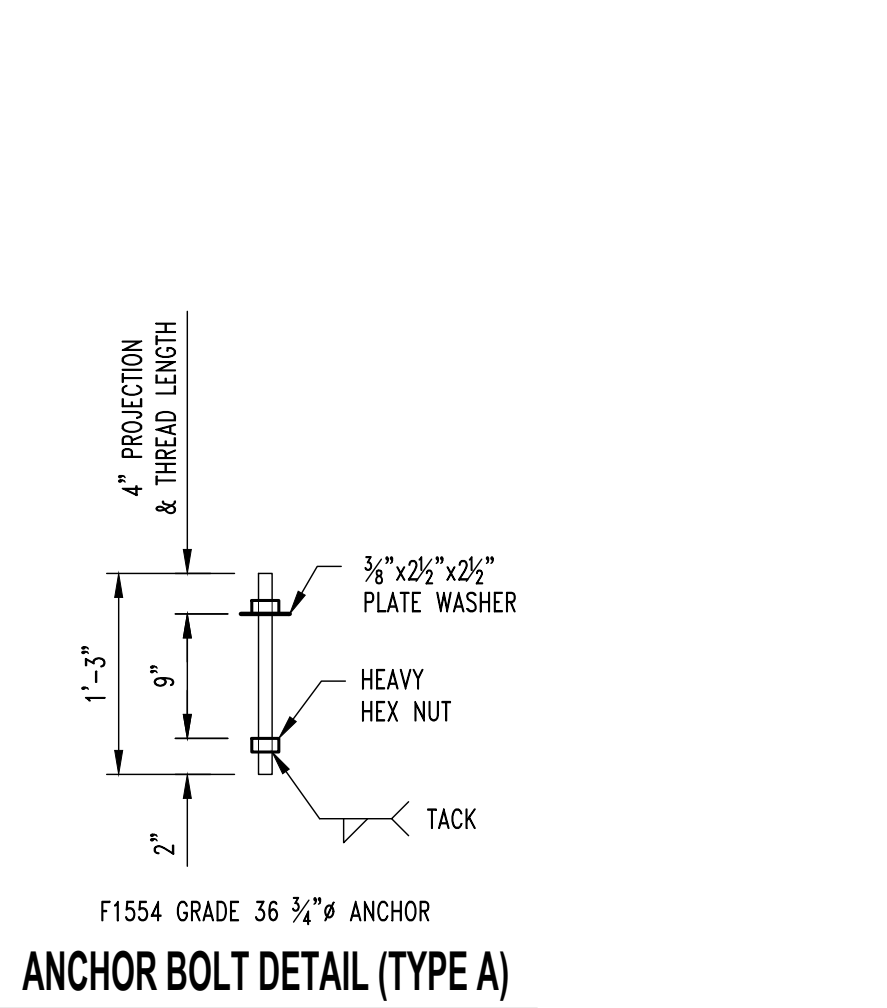 4” PROJECTION
& THREAD LENGTH
⅜”x2½”x2½”
PLATE WASHER
1’-3”
9”
HEAVY
HEX NUT
TACK
2”
F1554 GRADE 36 ¾”ø ANCHOR
ANCHOR BOLT DETAIL (TYPE A)